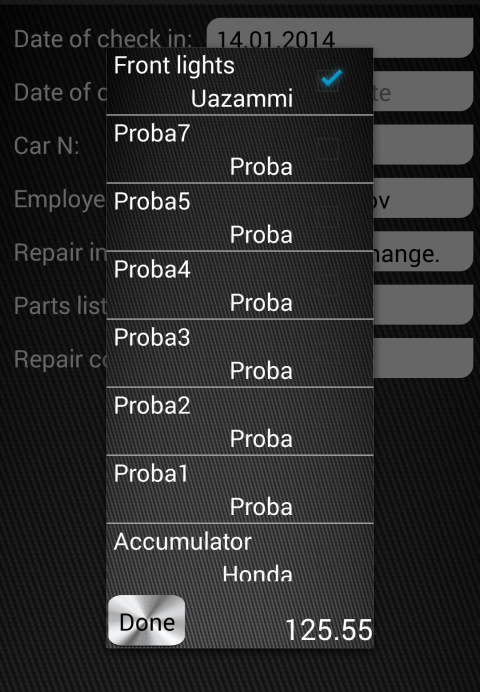 Date of check in: 14.01.2014
Front lights
Uazammi
Date of
Proba7
Car N:
Proba
Proba5
Employe
Proba
Repair in
hange.
Proba4
Parts list
Proba
Proba3
Repair co
Proba
Proba2
Proba
Proba1
Proba
Accumulator
Honda
Done
125.55